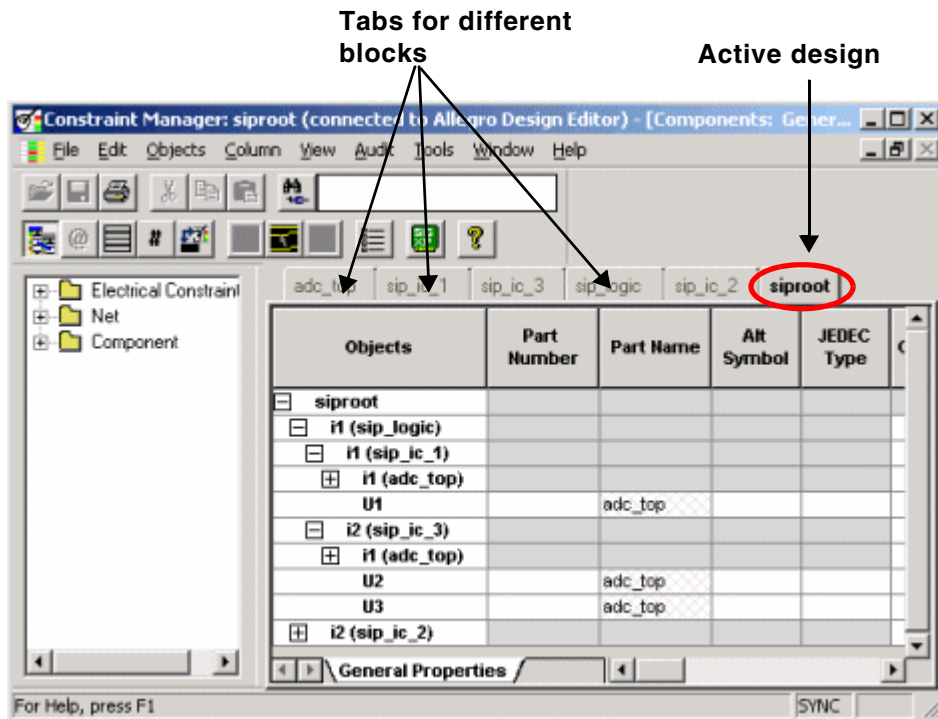 Tabs for different
blocks
Active design
Constraint Manager: siproot (connected to Allegro Design Editor) - [Components: Gener...
File Edit Objects Column View Audit Tools Window Help
adc_top sip_ic_1 sip_ic_3 sip_logic sip_ic_2 siproot
Electrical Constraint
Net
Component
Objects Part Number Part Name Alt Symbol JEDEC Type
siproot
i1 (sip_logic)
i1 (sip_ic_1)
i1 (adc_top)
U1 adc_top
i2 (sip_ic_3)
i1 (adc_top)
U2 adc_top
U3 adc_top
i2 (sip_ic_2)
General Properties
For Help, press F1 SYNC